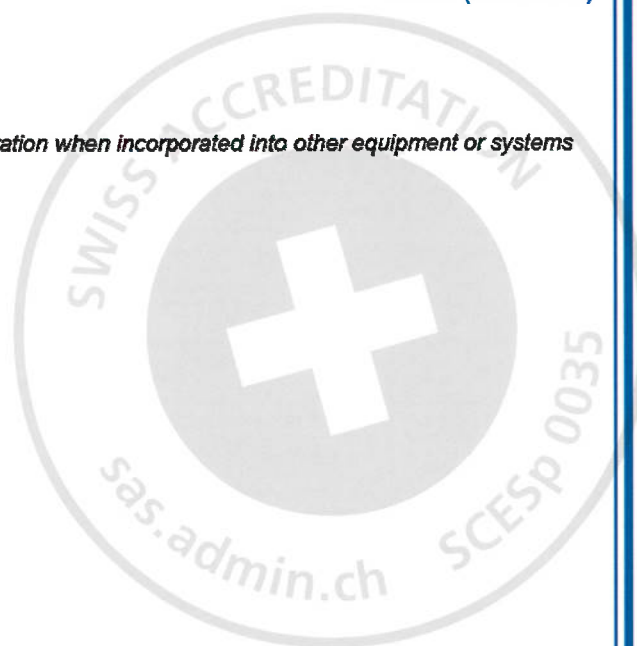 ation when incorporated into other equipment or systems
SWISS ACCREDITATION
sas.admin.ch
SCESp 0035